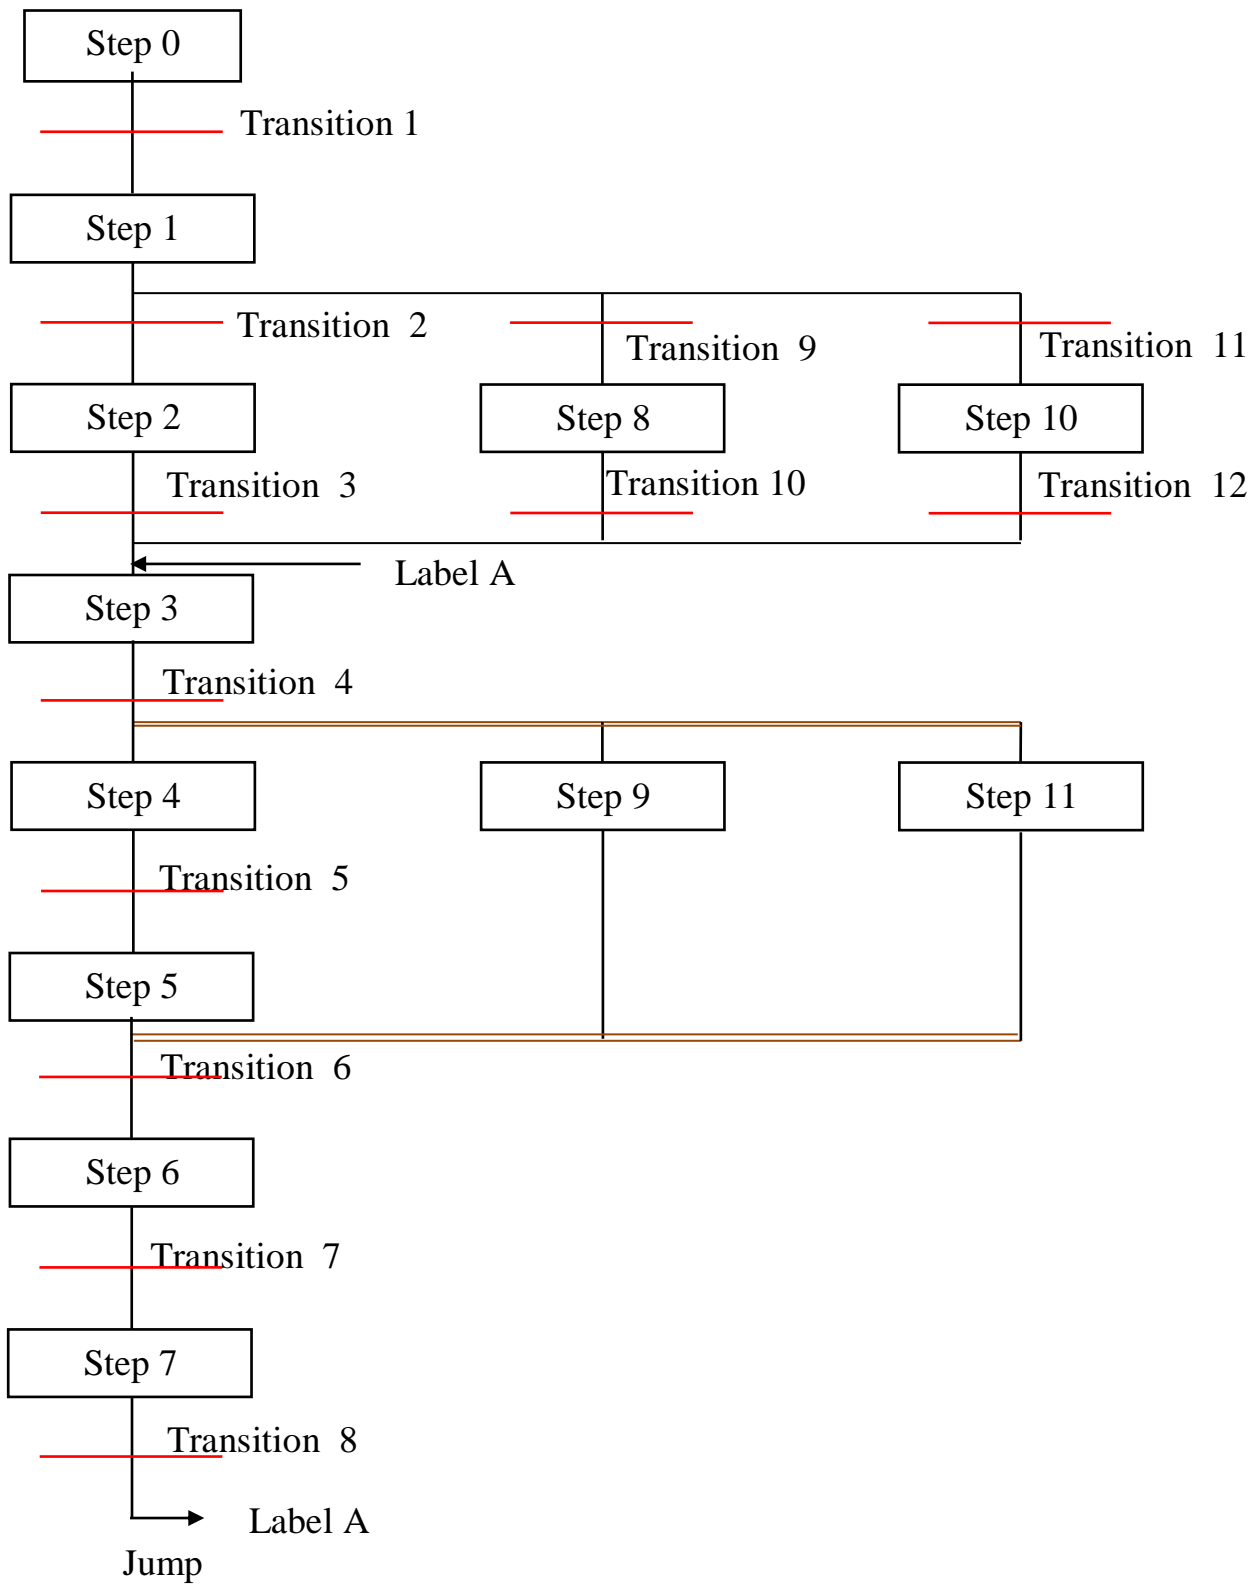 Step 0
Transition 1
Step 1
Transition 2
Transition 9
Transition 11
Step 2
Step 8
Step 10
Transition 3
Transition 10
Transition 12
Label A
Step 3
Transition 4
Step 4
Step 9
Step 11
Transition 5
Step 5
Transition 6
Step 6
Transition 7
Step 7
Transition 8
Label A
Jump